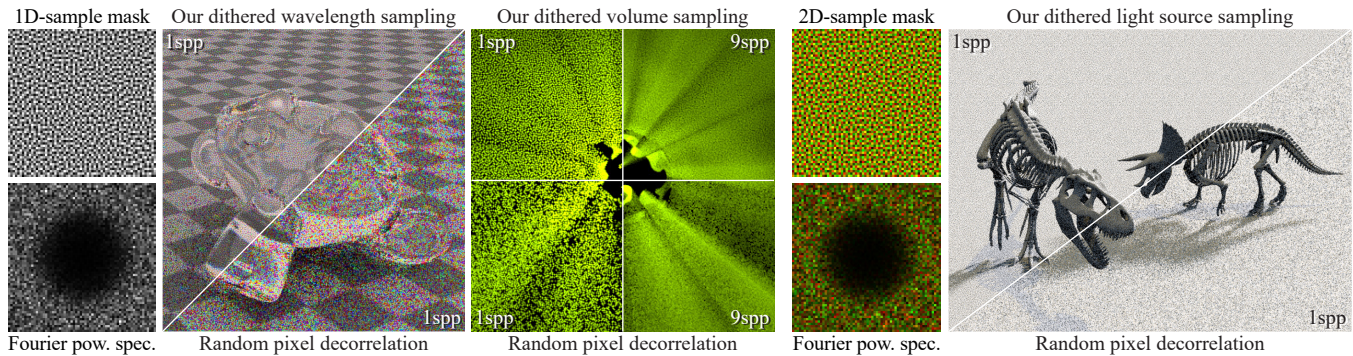 1D-sample mask
Our dithered wavelength sampling
Our dithered volume sampling
2D-sample mask
Our dithered light source sampling
1spp
1spp
9spp
1spp
1spp
1spp
9spp
1spp
Fourier pow. spec.
Random pixel decorrelation
Random pixel decorrelation
Fourier pow. spec.
Random pixel decorrelation